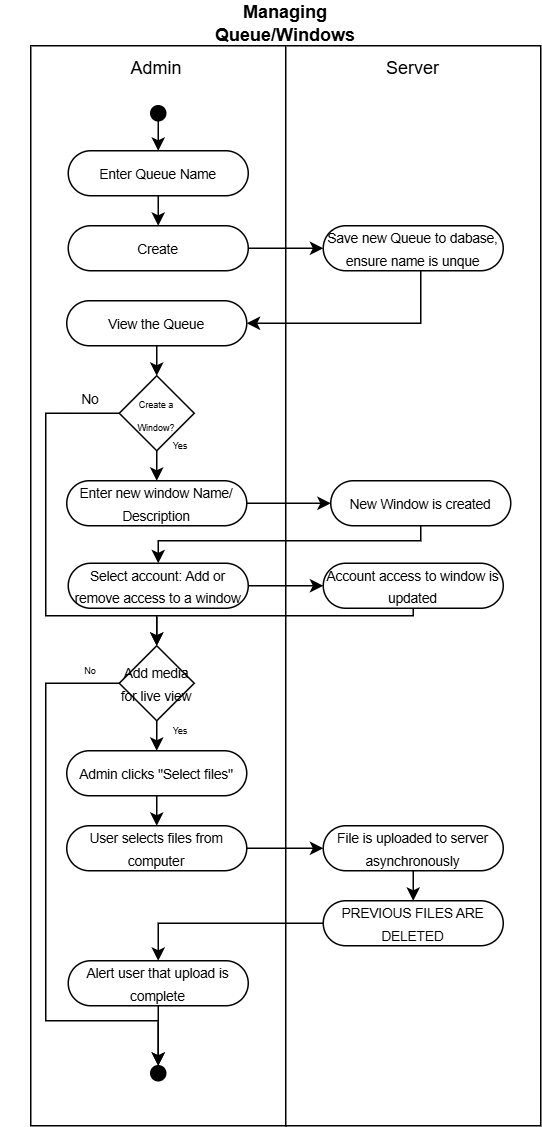 Managing
Queue/Windows
Admin
Server
Enter Queue Name
Create
Save new Queue to dabase,
ensure name is unque
View the Queue
Create a
Window?
No
Yes
Enter new window Name/
Description
New Window is created
Select account: Add or
remove access to a window
Account access to window is
updated
Add media
for live view
No
Yes
Admin clicks "Select files"
User selects files from
computer
File is uploaded to server
asynchronously
PREVIOUS FILES ARE
DELETED
Alert user that upload is
complete